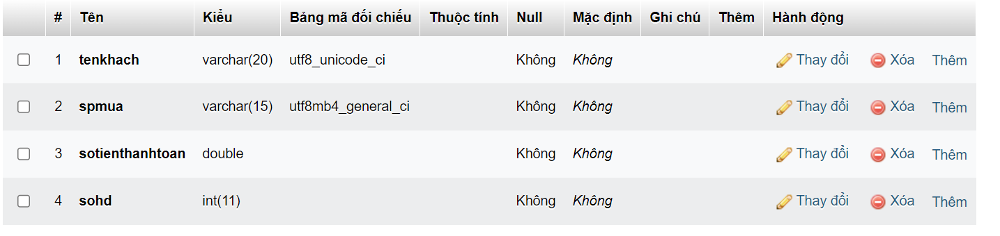 # Tên Kiểu Bảng mã đối chiếu Thuộc tính Null Mặc định Ghi chú Thêm Hành động
1 tenkhach varchar(20) utf8_unicode_ci Không Không Thay đổi Xóa Thêm
2 spmua varchar(15) utf8mb4_general_ci Không Không Thay đổi Xóa Thêm
3 sotienthanhtoan double Không Không Thay đổi Xóa Thêm
4 sohd int(11) Không Không Thay đổi Xóa Thêm